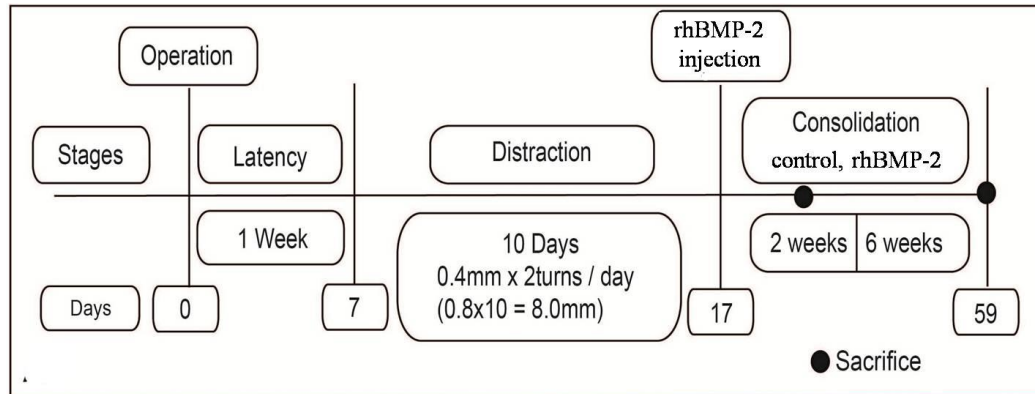 Operation
rhBMP-2
injection
Stages
Latency
Distraction
Consolidation
control, rhBMP-2
1 Week
10 Days
0.4mm x 2turns / day
(0.8x10 = 8.0mm)
2 weeks
6 weeks
Days
0
7
17
59
Sacrifice